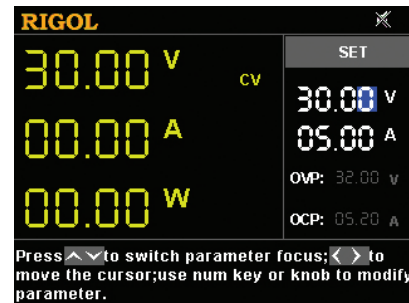 RIGOL
30.00 V
CV
00.00 A
00.00 W
SET
30.00 V
05.00 A
OVP: 32.00 V
OCP: 05.20 A
Press to switch parameter focus; to
move the cursor;use num key or knob to modify
parameter.